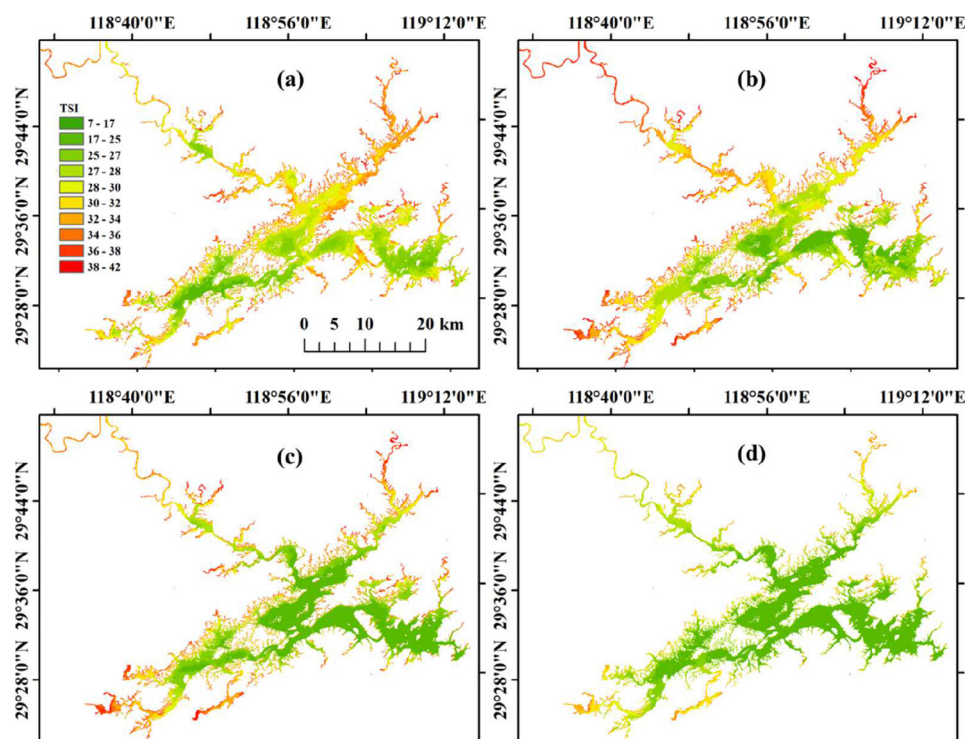 118°40'0"E 118°56'0"E 119°12'0"E
118°40'0"E 118°56'0"E 119°12'0"E
(a)
(b)
TSI
7 - 17
17 - 25
25 - 27
27 - 28
28 - 30
30 - 32
32 - 34
34 - 36
36 - 38
38 - 42
29°44'0"N
29°36'0"N
29°28'0"N
29°44'0"N
29°36'0"N
29°28'0"N
0 5 10 20 km
118°40'0"E 118°56'0"E 119°12'0"E
118°40'0"E 118°56'0"E 119°12'0"E
(c)
(d)
29°44'0"N
29°36'0"N
29°28'0"N
29°44'0"N
29°36'0"N
29°28'0"N